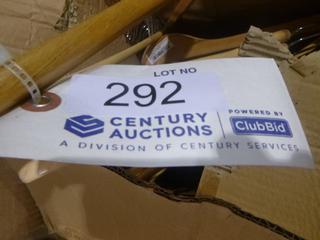 LOT NO
292
CENTURY
AUCTIONS
A DIVISION OF CENTURY SERVICES
POWERED BY
ClubBid